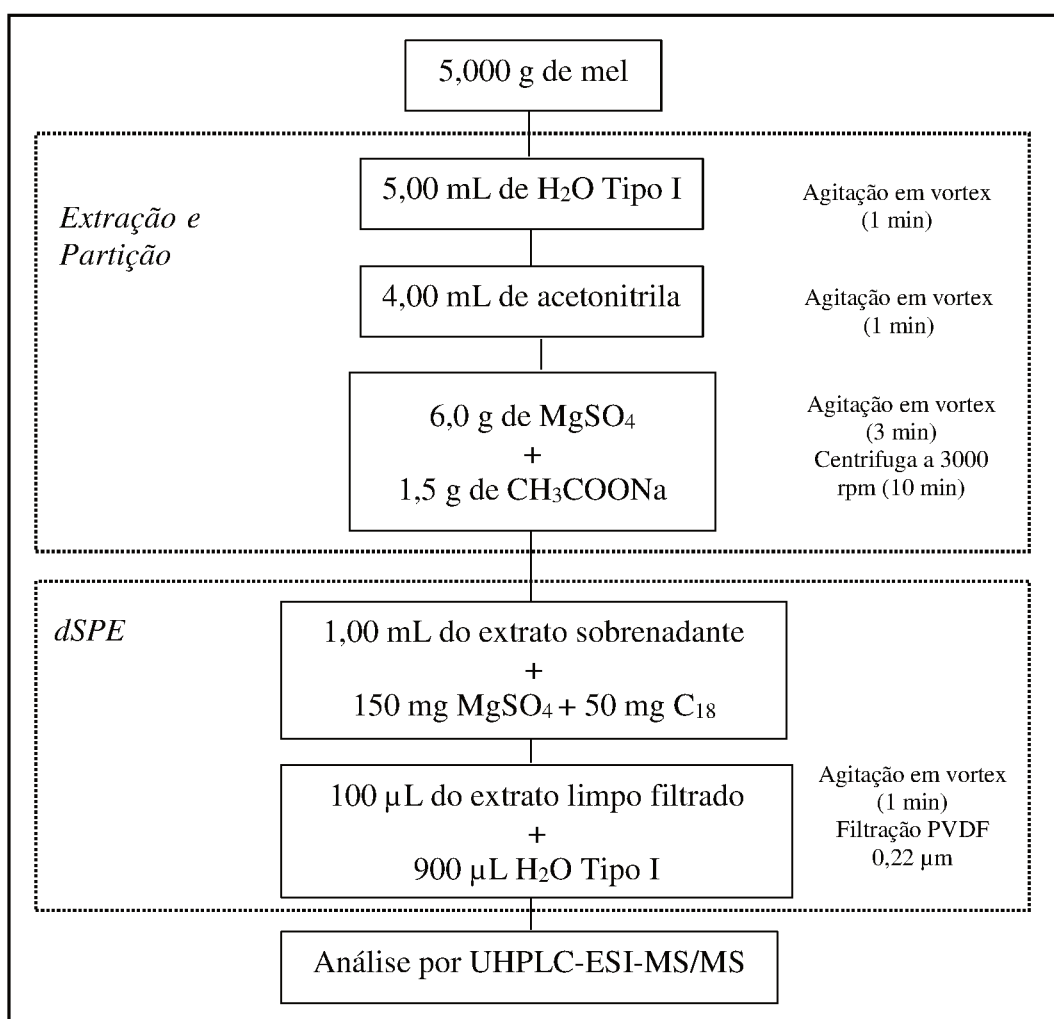 5,000 g de mel
Extração e
Partição
5,00 mL de H₂O Tipo I
Agitação em vortex
(1 min)
4,00 mL de acetonitrila
Agitação em vortex
(1 min)
6,0 g de MgSO₄
+
1,5 g de CH₃COONa
Agitação em vortex
(3 min)
Centrifuga a 3000
rpm (10 min)
dSPE
1,00 mL do extrato sobrenadante
+
150 mg MgSO₄ + 50 mg C₁₈
100 µL do extrato limpo filtrado
+
900 µL H₂O Tipo I
Agitação em vortex
(1 min)
Filtração PVDF
0,22 µm
Análise por UHPLC-ESI-MS/MS